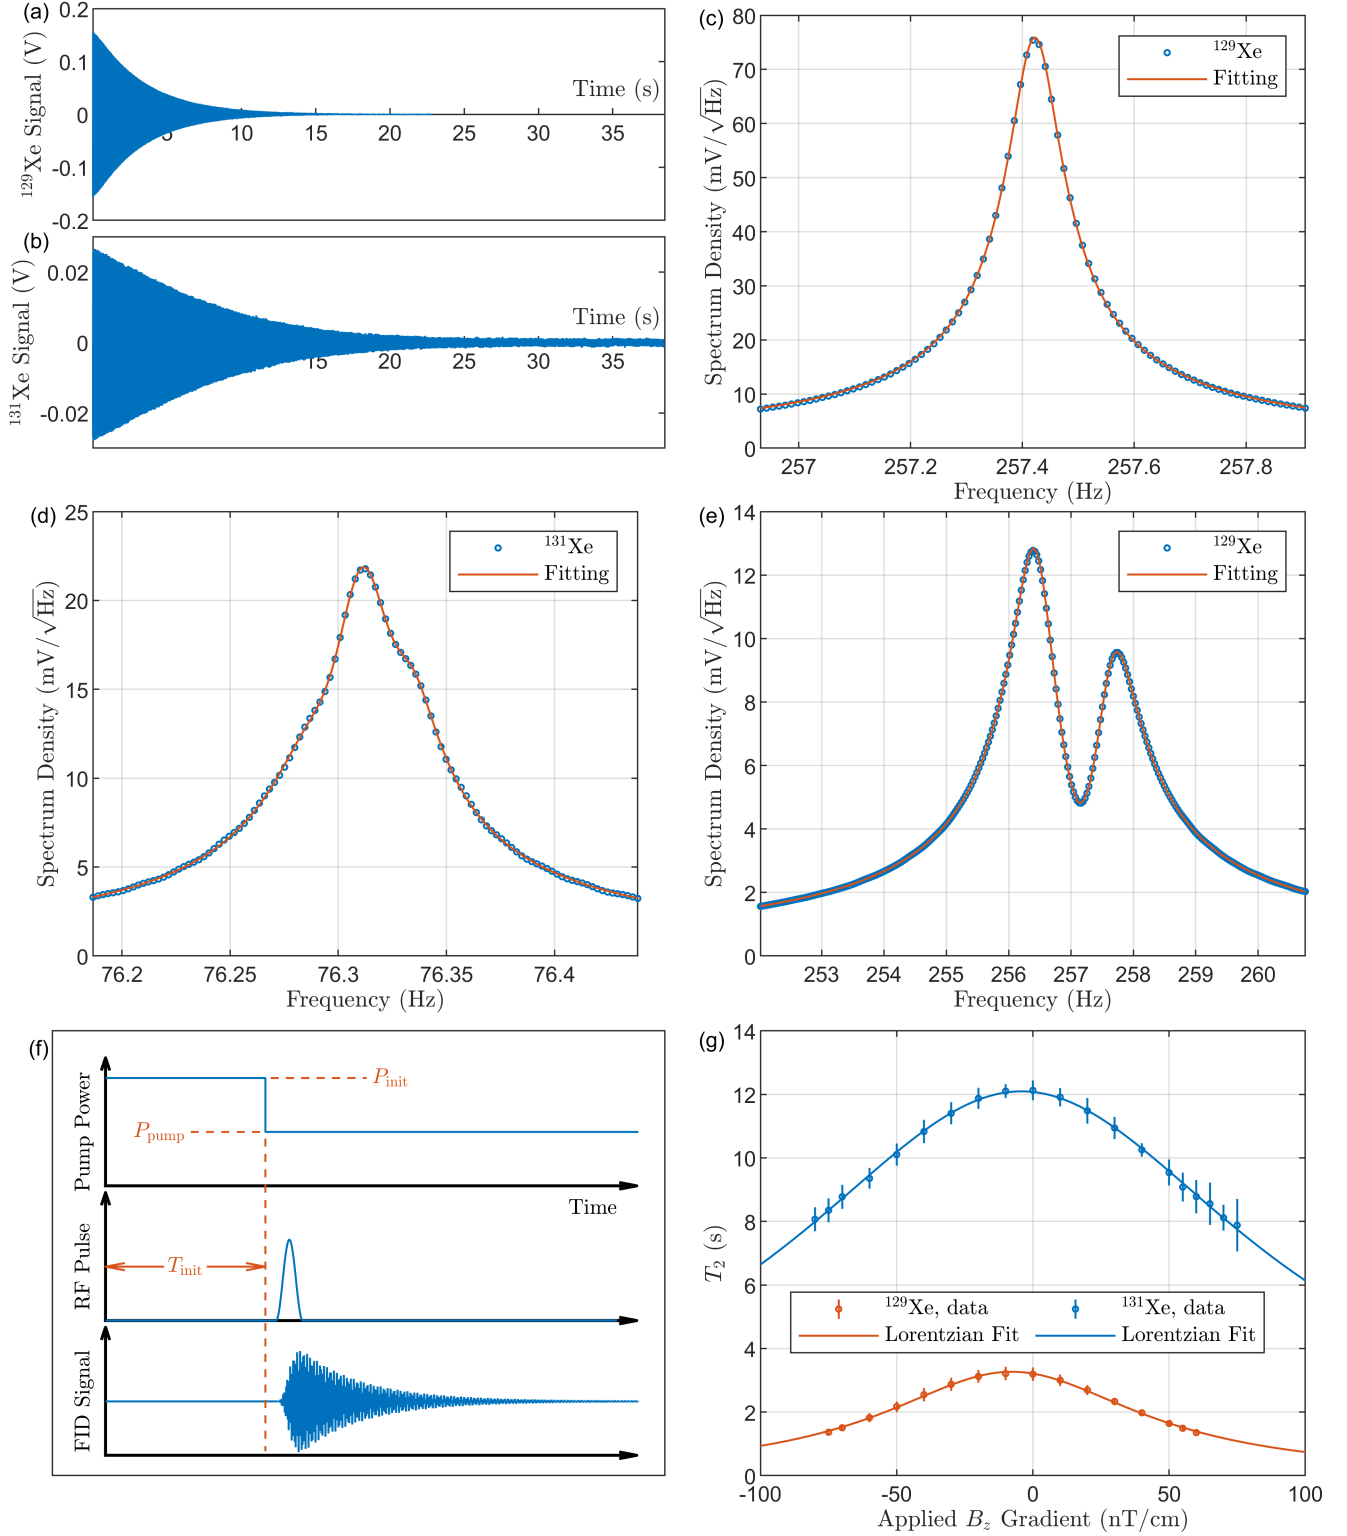 (a)
0.2
0.1
0
-0.1
-0.2
129Xe Signal (V)
Time (s)
5 10 15 20 25 30 35
(b)
0.02
0
-0.02
131Xe Signal (V)
Time (s)
15 20 25 30 35
(c)
80
70
60
50
40
30
20
10
0
Spectrum Density (mV/√Hz)
129Xe
Fitting
257 257.2 257.4 257.6 257.8
Frequency (Hz)
(d)
25
20
15
10
5
0
Spectrum Density (mV/√Hz)
131Xe
Fitting
76.2 76.25 76.3 76.35 76.4
Frequency (Hz)
(e)
14
12
10
8
6
4
2
0
Spectrum Density (mV/√Hz)
129Xe
Fitting
253 254 255 256 257 258 259 260
Frequency (Hz)
(f)
Pump Power
Pinit
Ppump
Time
RF Pulse
Tinit
FID Signal
(g)
14
12
10
8
6
4
2
0
T2 (s)
129Xe, data 131Xe, data
Lorentzian Fit Lorentzian Fit
-100 -50 0 50 100
Applied Bz Gradient (nT/cm)